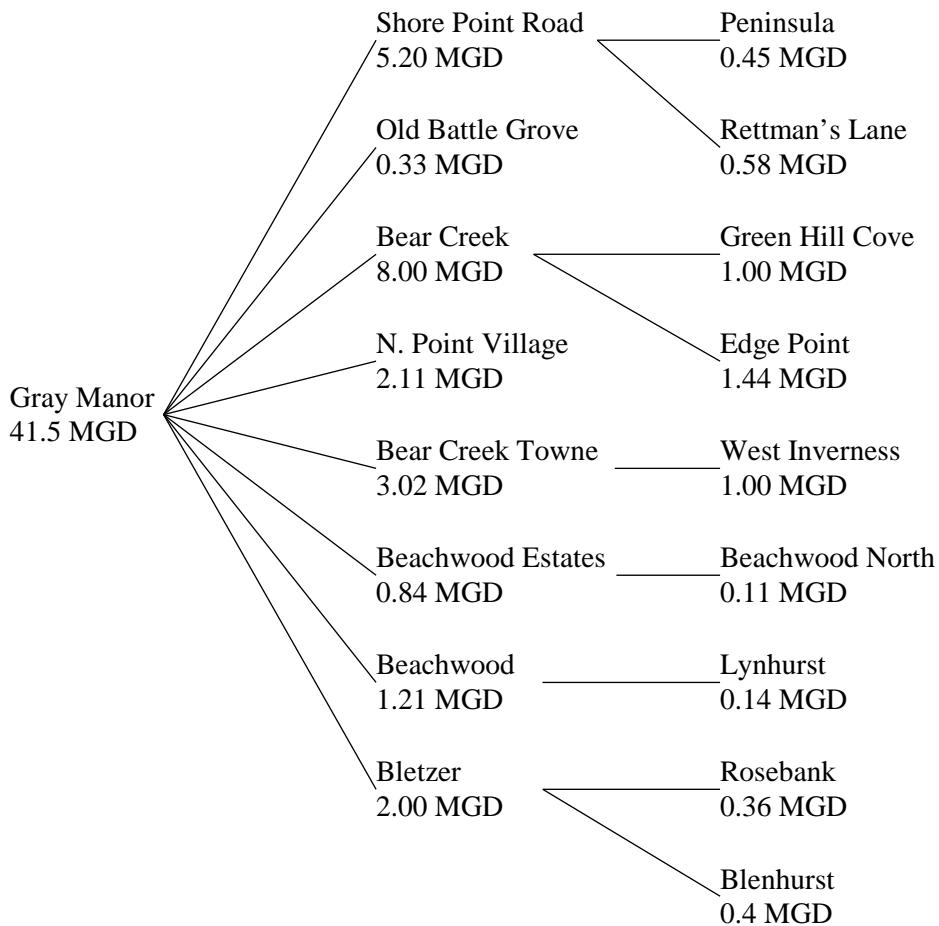 Shore Point Road
5.20 MGD
Peninsula
0.45 MGD
Old Battle Grove
0.33 MGD
Rettman's Lane
0.58 MGD
Bear Creek
8.00 MGD
Green Hill Cove
1.00 MGD
N. Point Village
2.11 MGD
Edge Point
1.44 MGD
Gray Manor
41.5 MGD
Bear Creek Towne
3.02 MGD
West Inverness
1.00 MGD
Beachwood Estates
0.84 MGD
Beachwood North
0.11 MGD
Beachwood
1.21 MGD
Lynhurst
0.14 MGD
Bletzer
2.00 MGD
Rosebank
0.36 MGD
Blenhurst
0.4 MGD